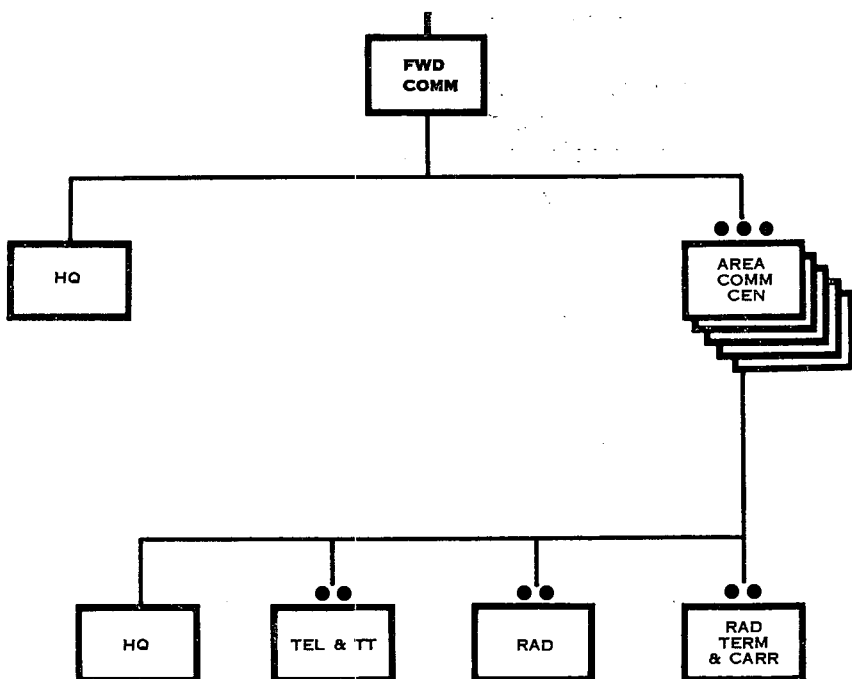 FWD
COMM
HQ
AREA
COMM
CEN
HQ
TEL & TT
RAD
RAD
TERM
& CARR